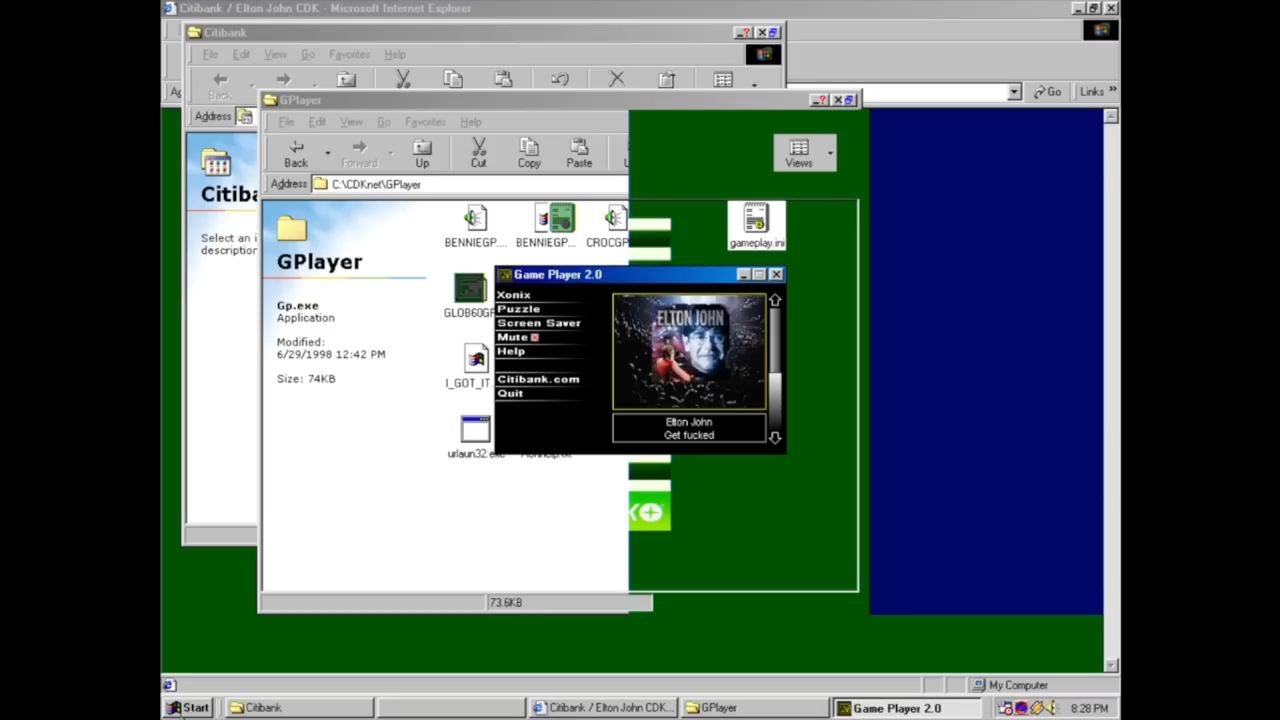 Citibank / Elton John CDK - Microsoft Internet Explorer
Citibank
File Edit View Go Favorites Help
Back
Address
Go
Links »
GPlayer
File Edit View Go Favorites Help
Back Forward Up Cut Copy Paste
Views
Address C:\CDKnet\GPlayer
Citiba
Select an i
description
GPlayer
Gp.exe
Application
Modified:
6/29/1998 12:42 PM
Size: 74KB
BENNIEGP....
BENNIEGP...
CROCGP
gameplay.ini
GLOB60GF
I_GOT_IT
urlaun32.exe
Game Player 2.0
Xonix
Puzzle
Screen Saver
Mute
Help
Citibank.com
Quit
ELTON JOHN
Elton John
Get fucked
73.6KB
My Computer
Start
Citibank
Citibank / Elton John CDK...
GPlayer
Game Player 2.0
8:28 PM